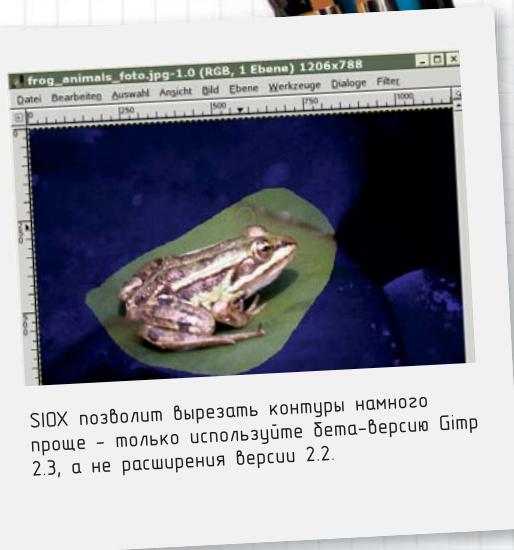 frog_animals_foto.jpg-1.0 (RGB, 1 Ebene) 1206x788
Datei Bearbeiten Auswahl Ansicht Bild Ebene Werkzeuge Dialoge Filter
0 250 500 750 1000
SIOX позволит вырезать контуры намного
проще – только используйте бета-версию Gimp
2.3, а не расширения версии 2.2.